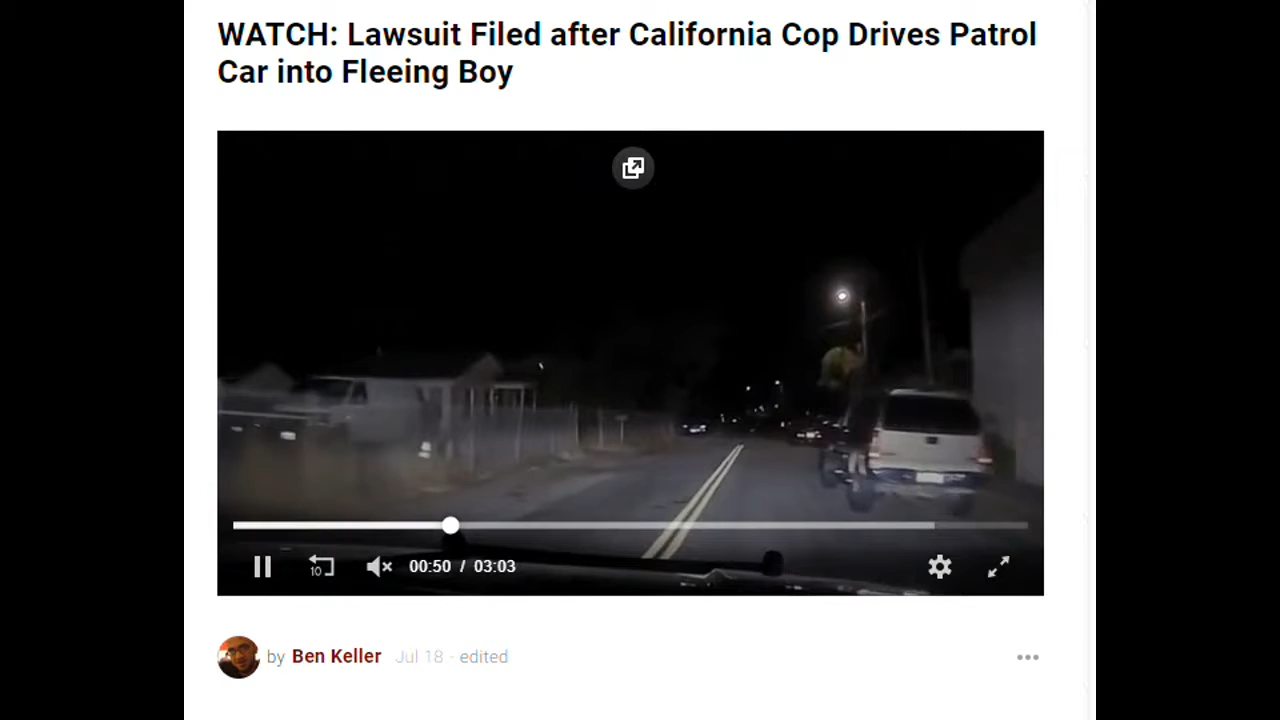 WATCH: Lawsuit Filed after California Cop Drives Patrol
Car into Fleeing Boy
10
00:50 / 03:03
by Ben Keller Jul 18 - edited